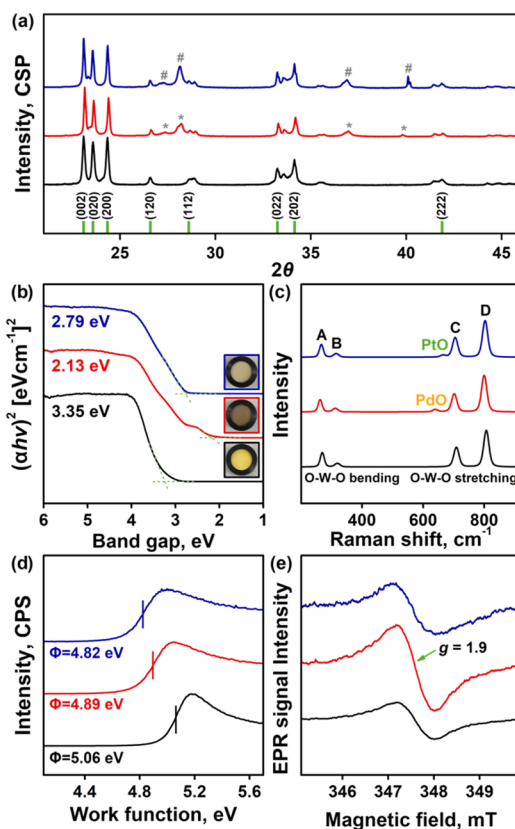 (a)
Intensity, CSP
# # # #
* * * *
(002) (020) (200) (120) (112) (022) (202) (222)
25 30 35 40 45
2θ
(b)
(αhν)² [eVcm⁻¹]²
2.79 eV
2.13 eV
3.35 eV
6 5 4 3 2 1
Band gap, eV
(c)
Intensity
A B C D
PtO
PdO
O-W-O bending O-W-O stretching
400 600 800
Raman shift, cm⁻¹
(d)
Intensity, CPS
Φ=4.82 eV
Φ=4.89 eV
Φ=5.06 eV
4.4 4.8 5.2 5.6
Work function, eV
(e)
EPR signal Intensity
g = 1.9
346 347 348 349
Magnetic field, mT